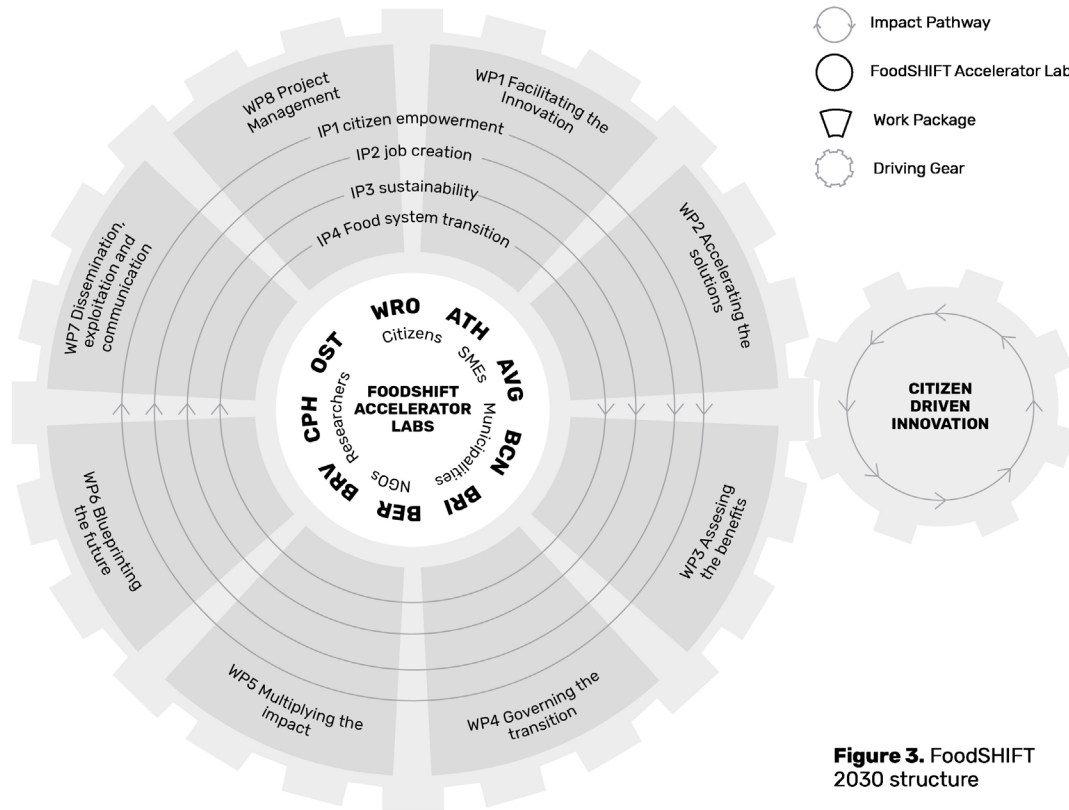 Impact Pathway
FoodSHIFT Accelerator Lab
Work Package
Driving Gear
WP8 Project
Management
WP1 Facilitating the
Innovation
WP2 Accelerating the
solutions
WP3 Assesing
the benefits
WP4 Governing the
transition
WP5 Multiplying the
impact
WP6 Blueprinting
the future
WP7 Dissemination,
exploitation and
communication
IP1 citizen empowerment
IP2 job creation
IP3 sustainability
IP4 Food system transition
WRO
ATH
AVG
BCN
BRI
BER
BRV
CPH
OST
Citizens
SMEs
Municipalities
NGOs
Researchers
FOODSHIFT
ACCELERATOR
LABS
CITIZEN
DRIVEN
INNOVATION
Figure 3. FoodSHIFT
2030 structure